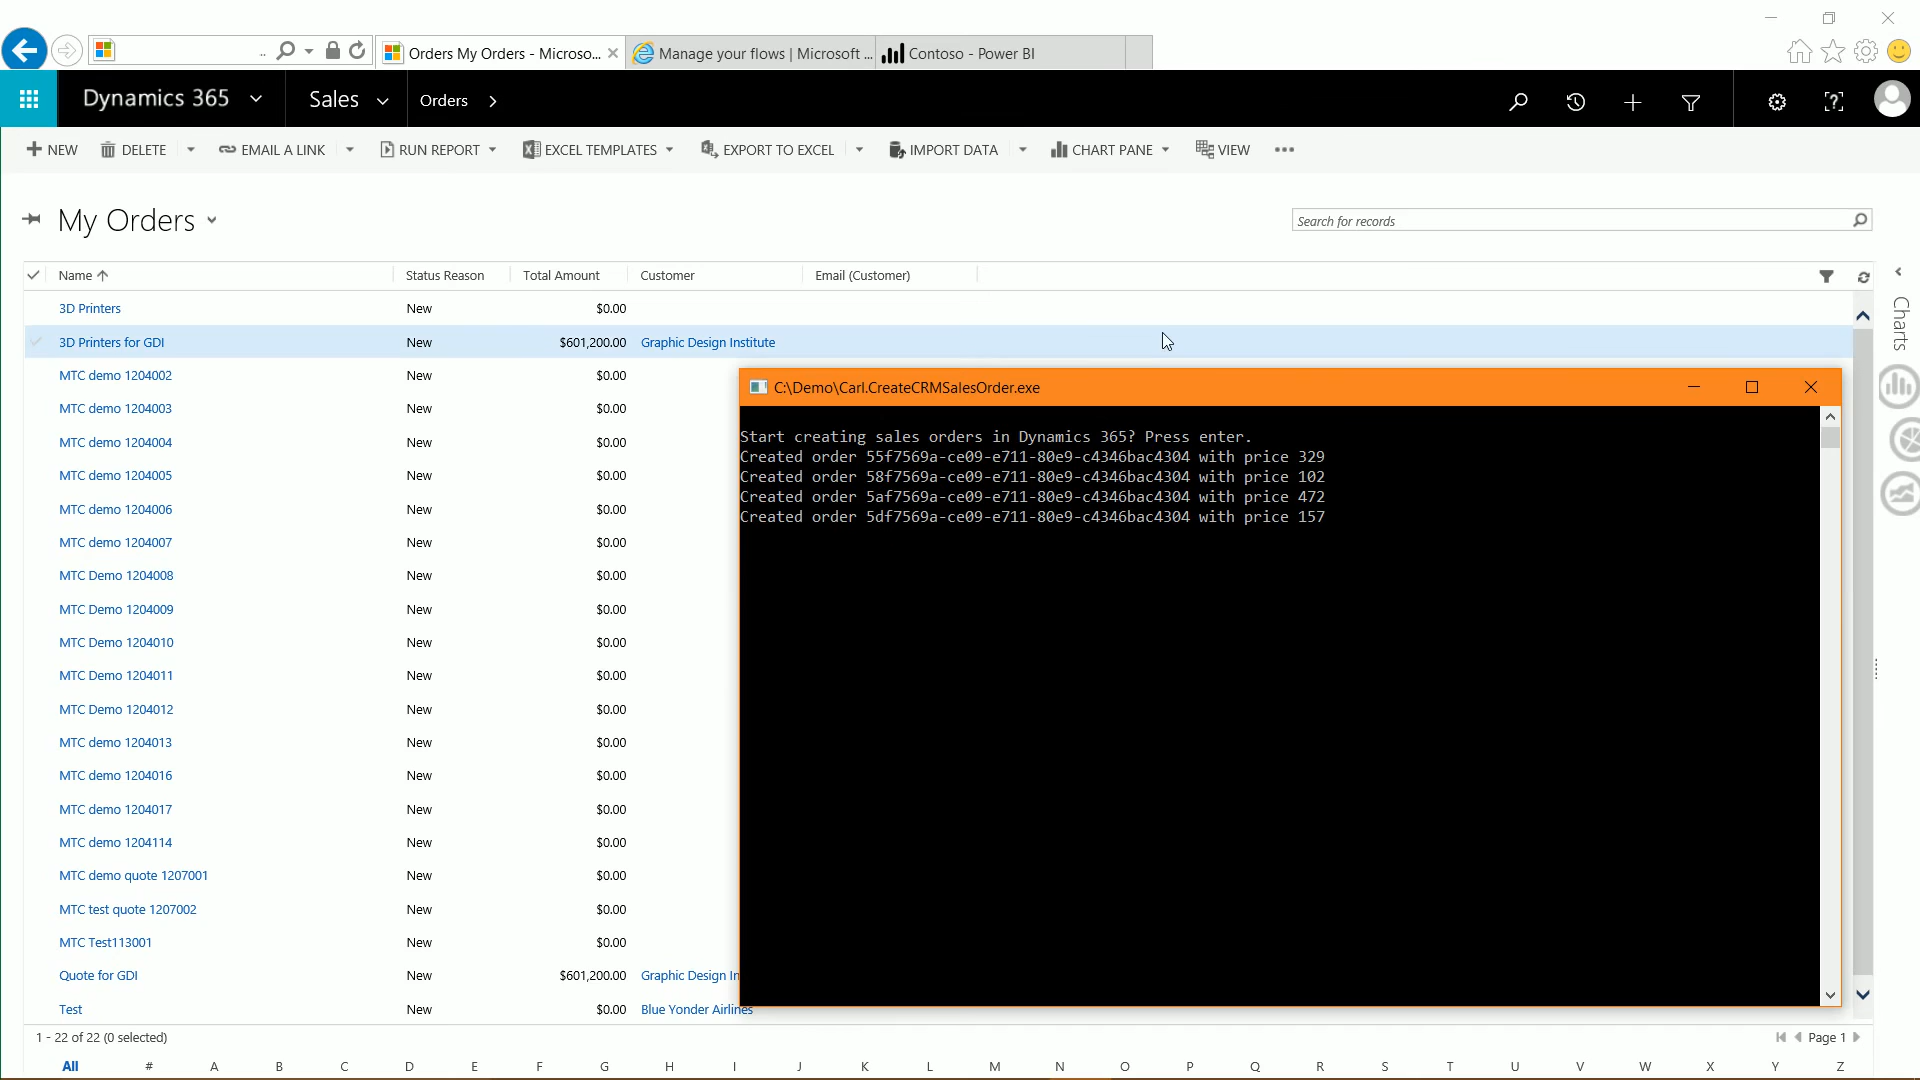 .. Orders My Orders - Microso... Manage your flows | Microsoft ... Contoso - Power BI
Dynamics 365 Sales Orders
NEW DELETE EMAIL A LINK RUN REPORT EXCEL TEMPLATES EXPORT TO EXCEL IMPORT DATA CHART PANE VIEW
My Orders
Search for records
Name Status Reason Total Amount Customer Email (Customer)
Charts
3D Printers New $0.00
3D Printers for GDI New $601,200.00 Graphic Design Institute
MTC demo 1204002 New $0.00
MTC demo 1204003 New $0.00
MTC demo 1204004 New $0.00
MTC demo 1204005 New $0.00
MTC demo 1204006 New $0.00
MTC demo 1204007 New $0.00
MTC Demo 1204008 New $0.00
MTC Demo 1204009 New $0.00
MTC Demo 1204010 New $0.00
MTC Demo 1204011 New $0.00
MTC Demo 1204012 New $0.00
MTC demo 1204013 New $0.00
MTC demo 1204016 New $0.00
MTC demo 1204017 New $0.00
MTC demo 1204114 New $0.00
MTC demo quote 1207001 New $0.00
MTC test quote 1207002 New $0.00
MTC Test113001 New $0.00
Quote for GDI New $601,200.00 Graphic Design In
Test New $0.00 Blue Yonder Airlines
C:\Demo\Carl.CreateCRMSalesOrder.exe
Start creating sales orders in Dynamics 365? Press enter.
Created order 55f7569a-ce09-e711-80e9-c4346bac4304 with price 329
Created order 58f7569a-ce09-e711-80e9-c4346bac4304 with price 102
Created order 5af7569a-ce09-e711-80e9-c4346bac4304 with price 472
Created order 5df7569a-ce09-e711-80e9-c4346bac4304 with price 157
1 - 22 of 22 (0 selected) Page 1
All # A B C D E F G H I J K L M N O P Q R S T U V W X Y Z